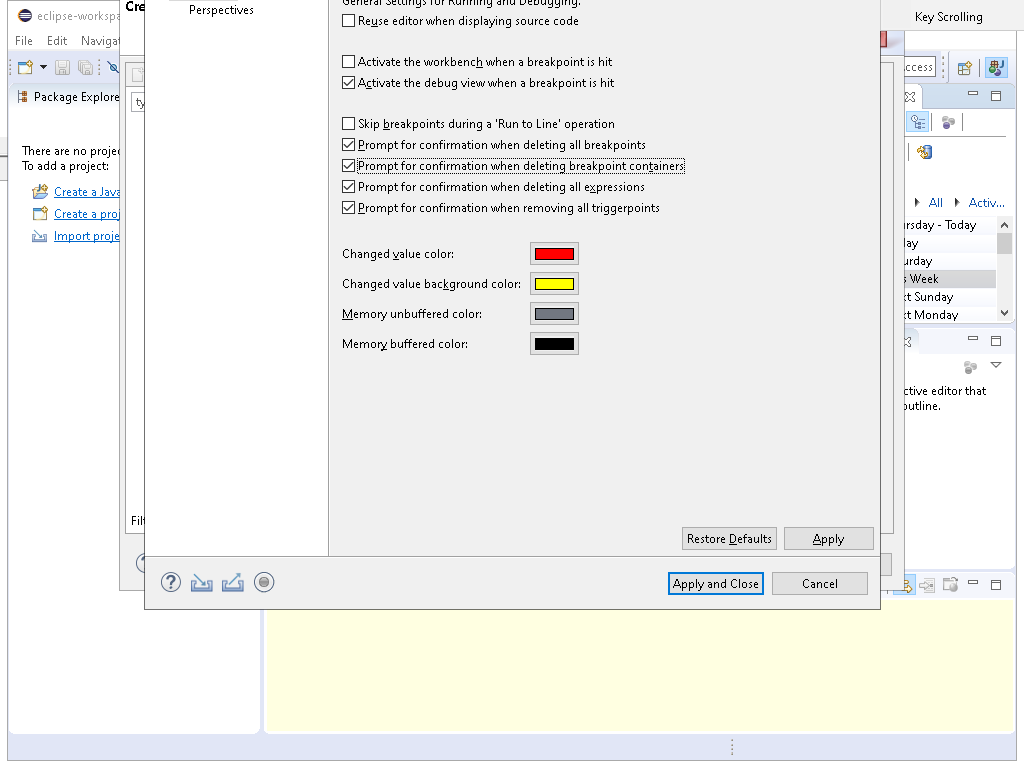 eclipse-workspa
Cre
Perspectives
General Settings for Running and Debugging.
Key Scrolling
Reuse editor when displaying source code
File Edit Navigat
Activate the workbench when a breakpoint is hit
ccess
Activate the debug view when a breakpoint is hit
Package Explore
ty
Skip breakpoints during a 'Run to Line' operation
There are no projec
Prompt for confirmation when deleting all breakpoints
To add a project:
Prompt for confirmation when deleting breakpoint containers
Create a Java
Prompt for confirmation when deleting all expressions
All Activ...
Create a proj
Prompt for confirmation when removing all triggerpoints
ursday - Today
Import proje
day
Changed value color:
urday
s Week
Changed value background color:
xt Sunday
Memory unbuffered color:
xt Monday
Memory buffered color:
ctive editor that
outline.
Filt
Restore Defaults Apply
Apply and Close Cancel